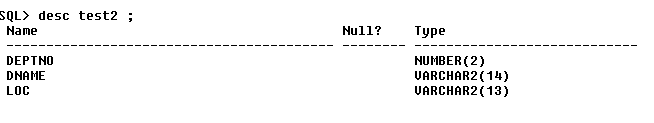 SQL> desc test2 ;
Name Null? Type
----------------------------------------- -------- ----------------------------
DEPTNO NUMBER(2)
DNAME VARCHAR2(14)
LOC VARCHAR2(13)